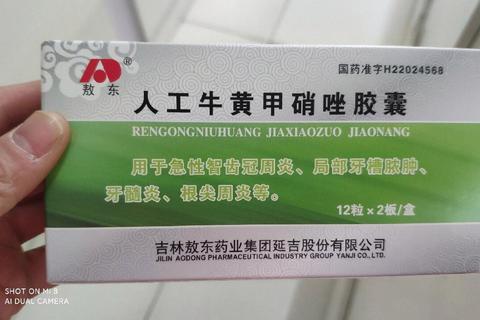 国药准字H22024568
敖东®
人工牛黄甲硝唑胶囊
RENGONGNIUHUANG JIAXIAOZUO JIAONANG
用于急性智齿冠周炎、局部牙槽脓肿、
牙髓炎、根尖周炎等。
12粒×2板/盒
吉林敖东药业集团延吉股份有限公司
JILIN AODONG PHARMACEUTICAL INDUSTRY GROUP YANJI CO.,LTD.
SHOT ON MI 8
AI DUAL CAMERA